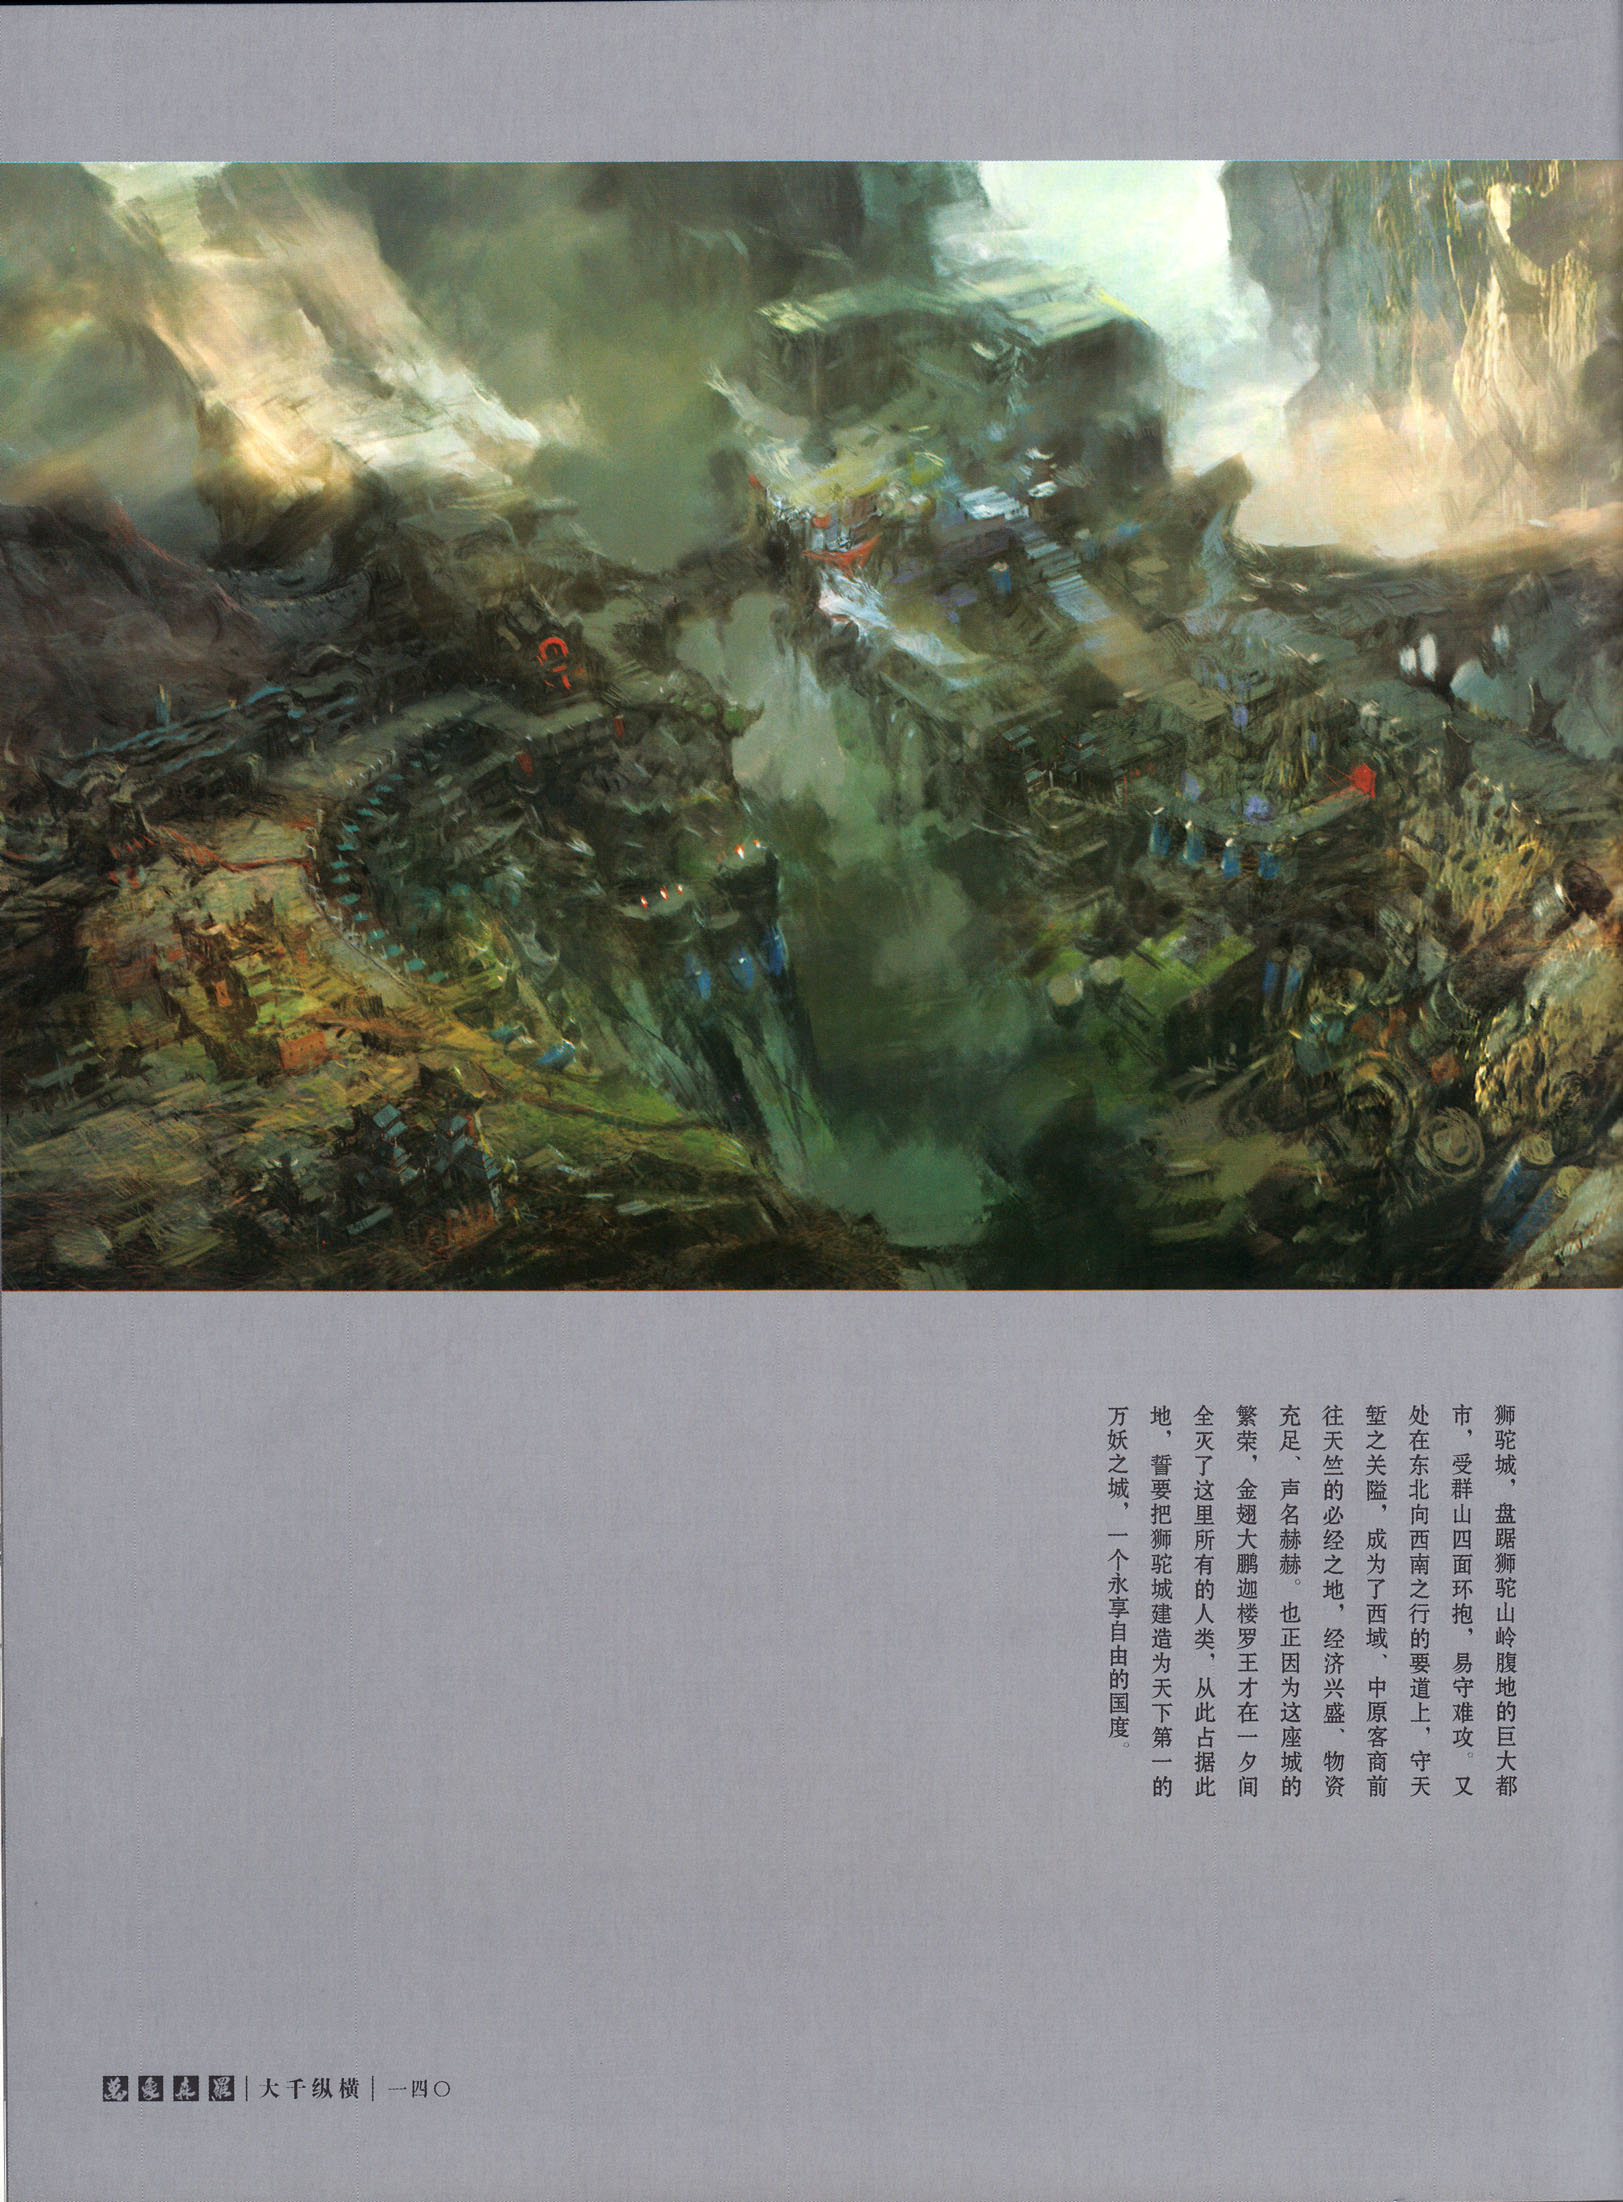 狮驼城，盘踞狮驼山岭腹地的巨大都
市，受群山四面环抱，易守难攻。又
处在东北向西南之行的要道上，守天
堑之关隘，成为了西域、中原客商前
往天竺的必经之地，经济兴盛、物资
充足、声名赫赫。也正因为这座城的
繁荣，金翅大鹏迦楼罗王才在一夕间
全灭了这里所有的人类，从此占据此
地，誓要把狮驼城建造为天下第一的
万妖之城，一个永享自由的国度。
萬象森羅|大千纵横|一四〇